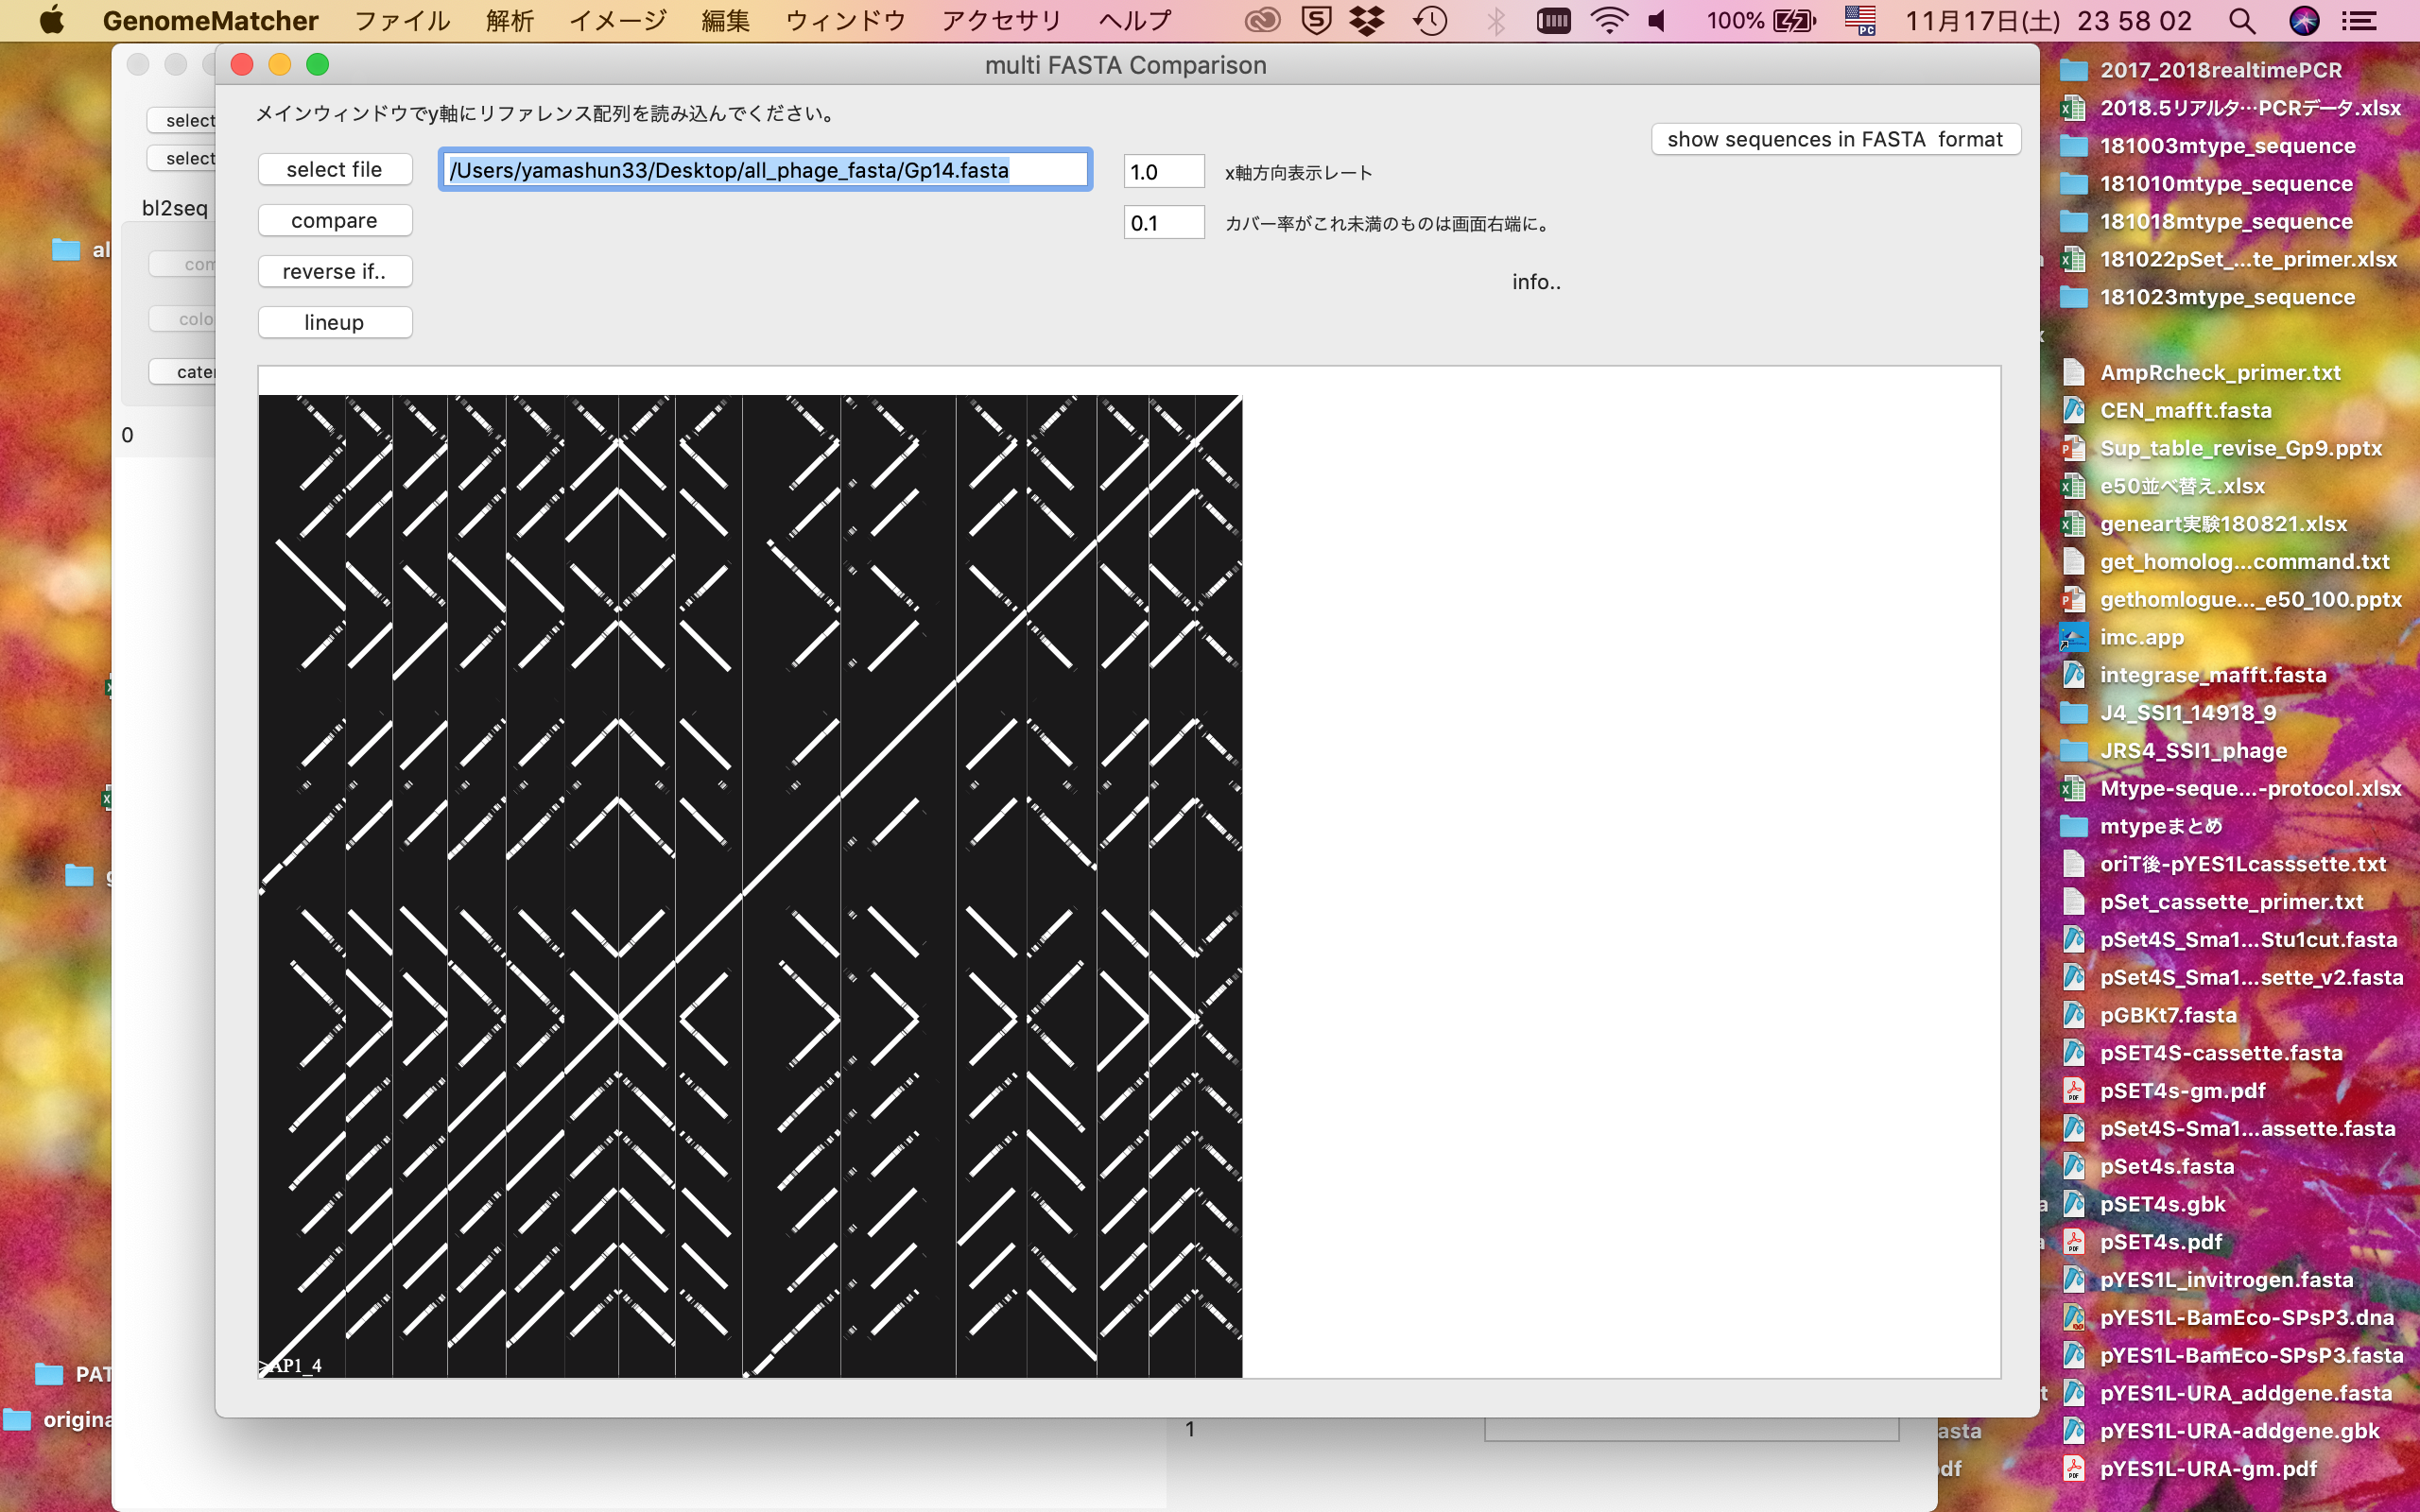 GenomeMatcher ファイル 解析 イメージ 編集 ウィンドウ アクセサリ ヘルプ 100% PC 11月17日(土) 23 58 02
multi FASTA Comparison
メインウィンドウでy軸にリファレンス配列を読み込んでください。
show sequences in FASTA format
select file /Users/yamashun33/Desktop/all_phage_fasta/Gp14.fasta 1.0 x軸方向表示レート
compare 0.1 カバー率がこれ未満のものは画面右端に。
reverse if..
info..
lineup
>AP1_4
select
select
bl2seq
com
colo
cater
0
1
al
g
PAT
origina
2017_2018realtimePCR
2018.5リアルタ…PCRデータ.xlsx
181003mtype_sequence
181010mtype_sequence
181018mtype_sequence
181022pSet_...te_primer.xlsx
181023mtype_sequence
AmpRcheck_primer.txt
CEN_mafft.fasta
Sup_table_revise_Gp9.pptx
e50並べ替え.xlsx
geneart実験180821.xlsx
get_homolog...command.txt
gethomlogue..._e50_100.pptx
imc.app
integrase_mafft.fasta
J4_SSI1_14918_9
JRS4_SSI1_phage
Mtype-seque...-protocol.xlsx
mtypeまとめ
oriT後-pYES1Lcasssette.txt
pSet_cassette_primer.txt
pSet4S_Sma1...Stu1cut.fasta
pSet4S_Sma1...sette_v2.fasta
pGBKt7.fasta
pSET4S-cassette.fasta
pSET4s-gm.pdf
pSet4S-Sma1...assette.fasta
pSet4s.fasta
pSET4s.gbk
pSET4s.pdf
pYES1L_invitrogen.fasta
pYES1L-BamEco-SPsP3.dna
pYES1L-BamEco-SPsP3.fasta
pYES1L-URA_addgene.fasta
pYES1L-URA-addgene.gbk
pYES1L-URA-gm.pdf
asta
df